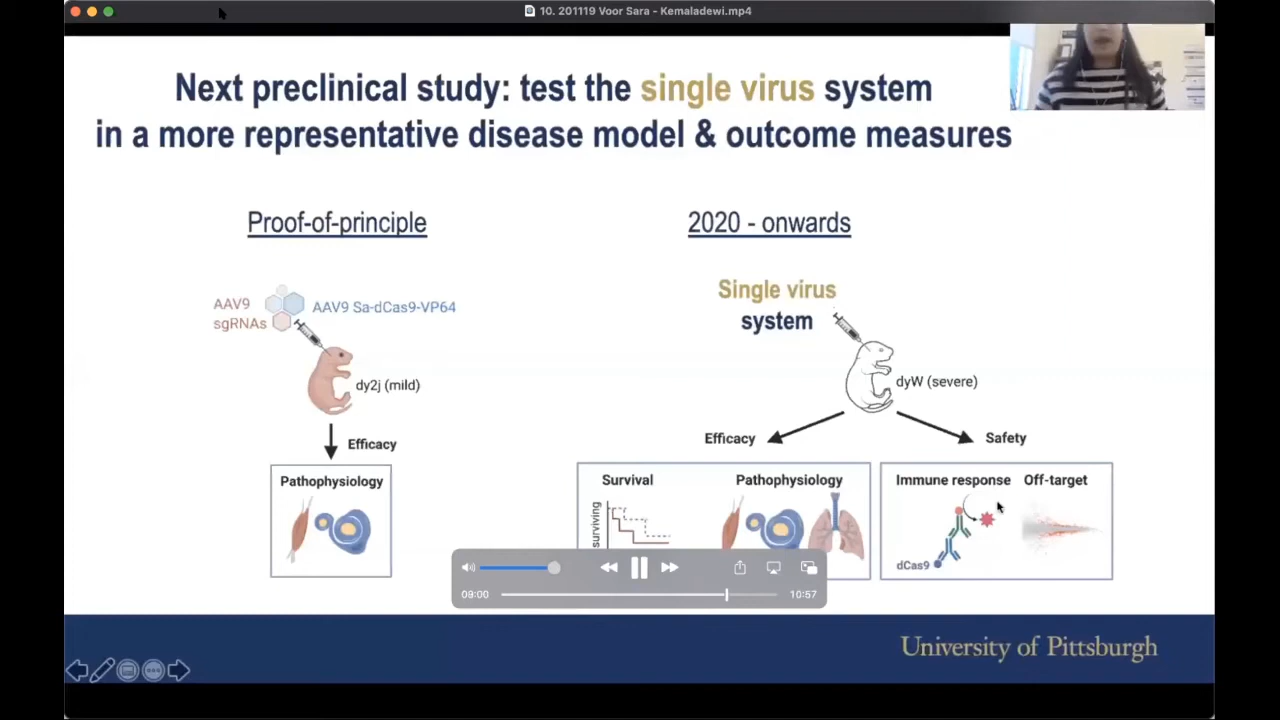 10. 201119 Voor Sara - Kemaladewi.mp4
Next preclinical study: test the single virus system
in a more representative disease model & outcome measures
Proof-of-principle
AAV9
sgRNAs
AAV9 Sa-dCas9-VP64
dy2j (mild)
Efficacy
Pathophysiology
2020 - onwards
Single virus
system
dyW (severe)
Efficacy
Safety
Survival
surviving
Pathophysiology
Immune response
Off-target
dCas9
09:00
10:57
University of Pittsburgh